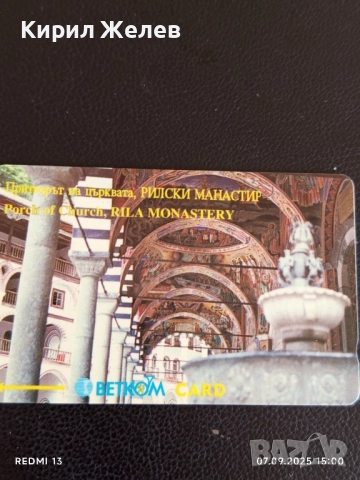 Кирил Желев
Притворът на църквата, РИЛСКИ МАНАСТИР
Porch of Church, RILA MONASTERY
BETKOM CARD
REDMI 13
07.09.2025 15:00
BAZAR